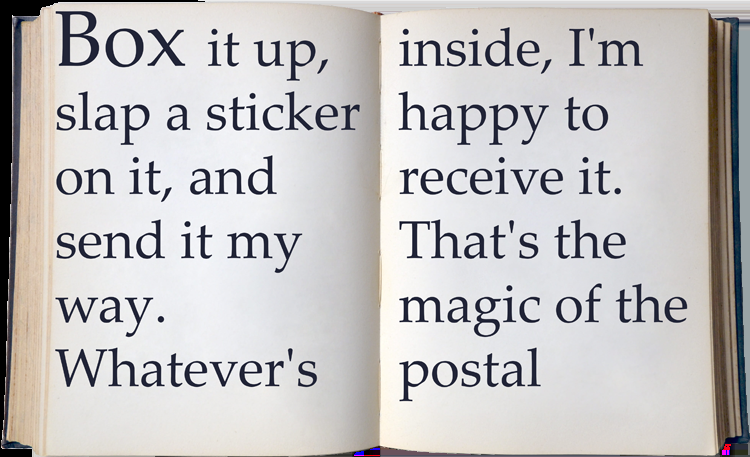 Box it up,
slap a sticker
on it, and
send it my
way.
Whatever's
inside, I'm
happy to
receive it.
That's the
magic of the
postal